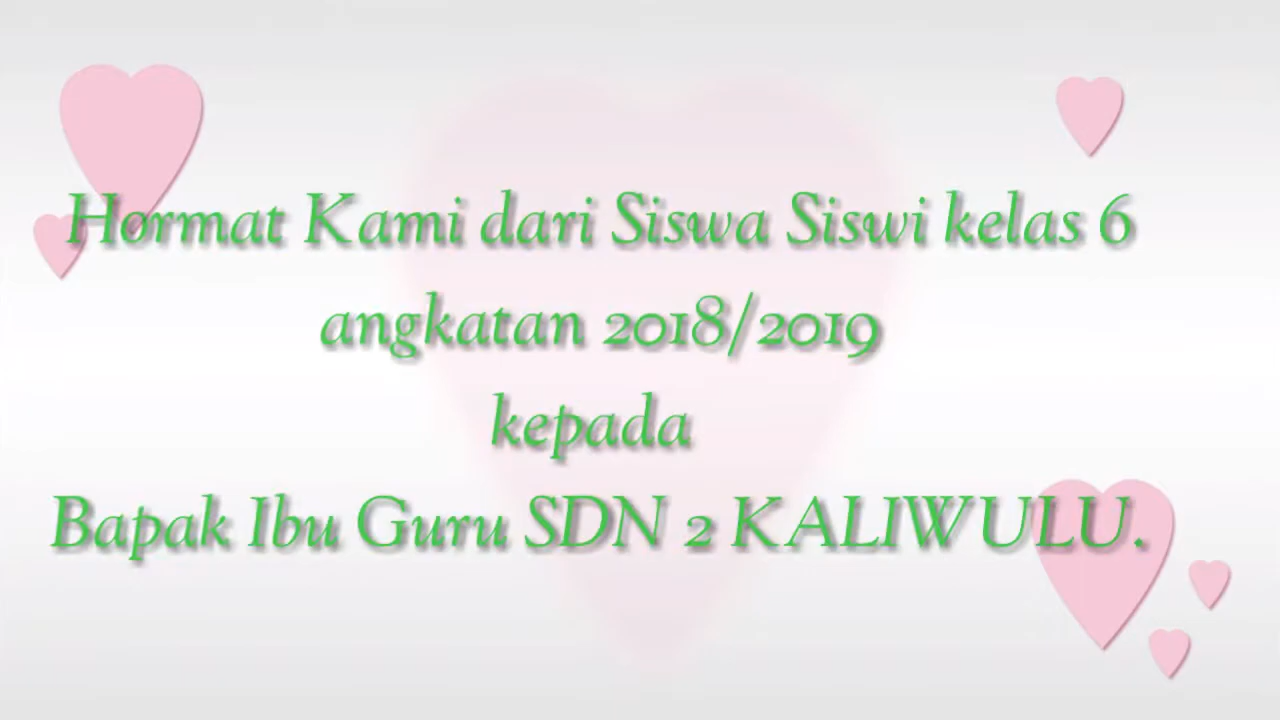 Hormat Kami dari Siswa Siswi kelas 6
angkatan 2018/2019
kepada
Bapak Ibu Guru SDN 2 KALIWULU.